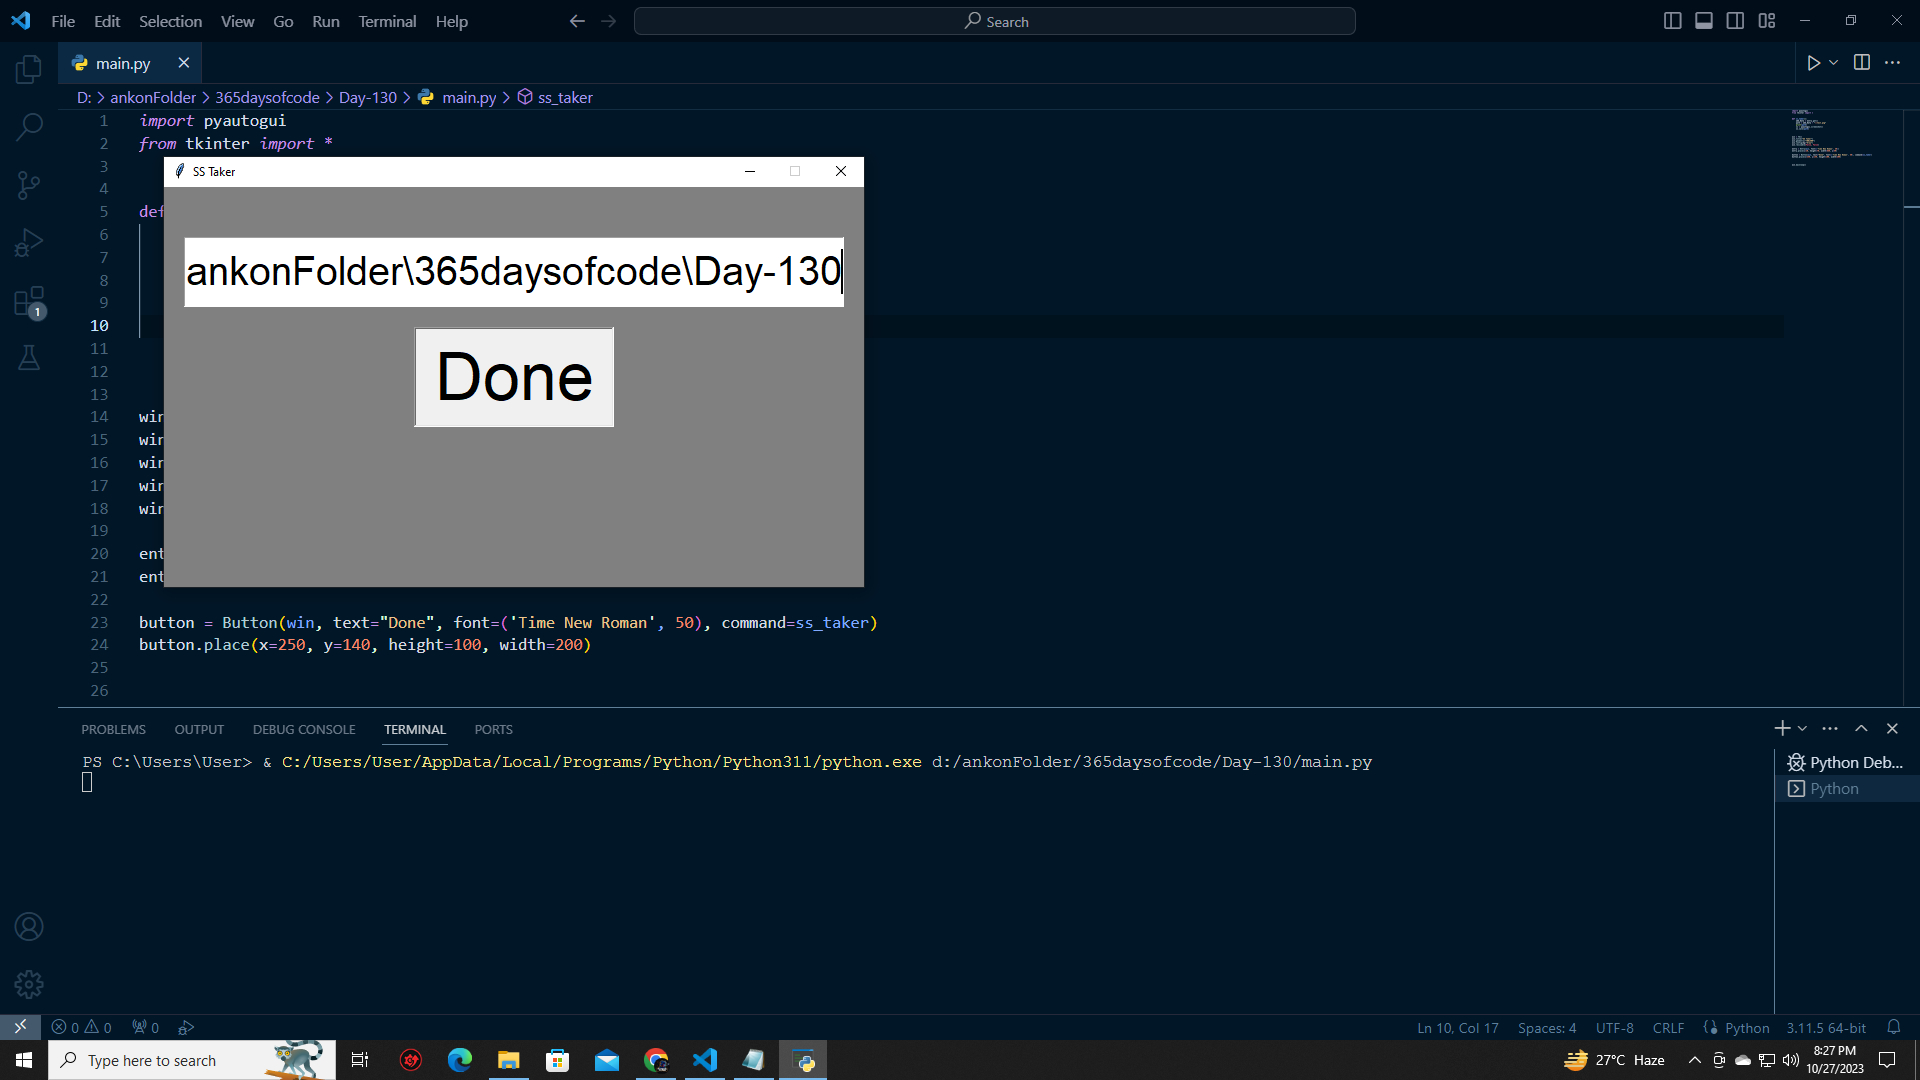 File Edit Selection View Go Run Terminal Help
Search
main.py
D: > ankonFolder > 365daysofcode > Day-130 > main.py > ss_taker
1 import pyautogui
2 from tkinter import *
3
4
5 def
6
7
8
9
10
11
12
13
14 win
15 win
16 win
17 win
18 win
19
20 ent
21 ent
22
23 button = Button(win, text="Done", font=('Time New Roman', 50), command=ss_taker)
24 button.place(x=250, y=140, height=100, width=200)
25
26
SS Taker
ankonFolder\365daysofcode\Day-130
Done
1
PROBLEMS OUTPUT DEBUG CONSOLE TERMINAL PORTS
PS C:\Users\User> & C:/Users/User/AppData/Local/Programs/Python/Python311/python.exe d:/ankonFolder/365daysofcode/Day-130/main.py
Python Deb...
Python
0 0 0
Ln 10, Col 17 Spaces: 4 UTF-8 CRLF Python 3.11.5 64-bit
Type here to search
27°C Haze
8:27 PM
10/27/2023